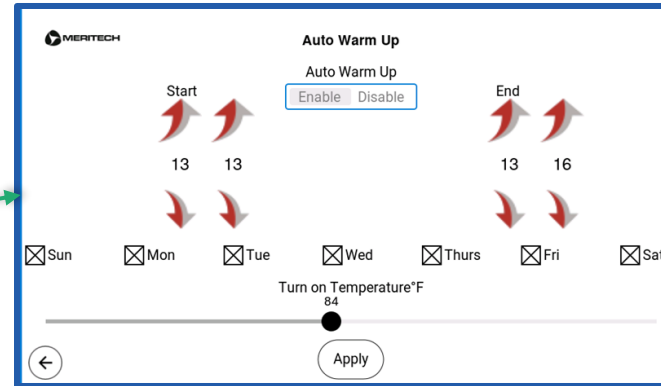 MERITECH
Auto Warm Up
Auto Warm Up
Enable Disable
Start
End
13 13
13 16
Sun Mon Tue Wed Thurs Fri Sat
Turn on Temperature°F
84
Apply